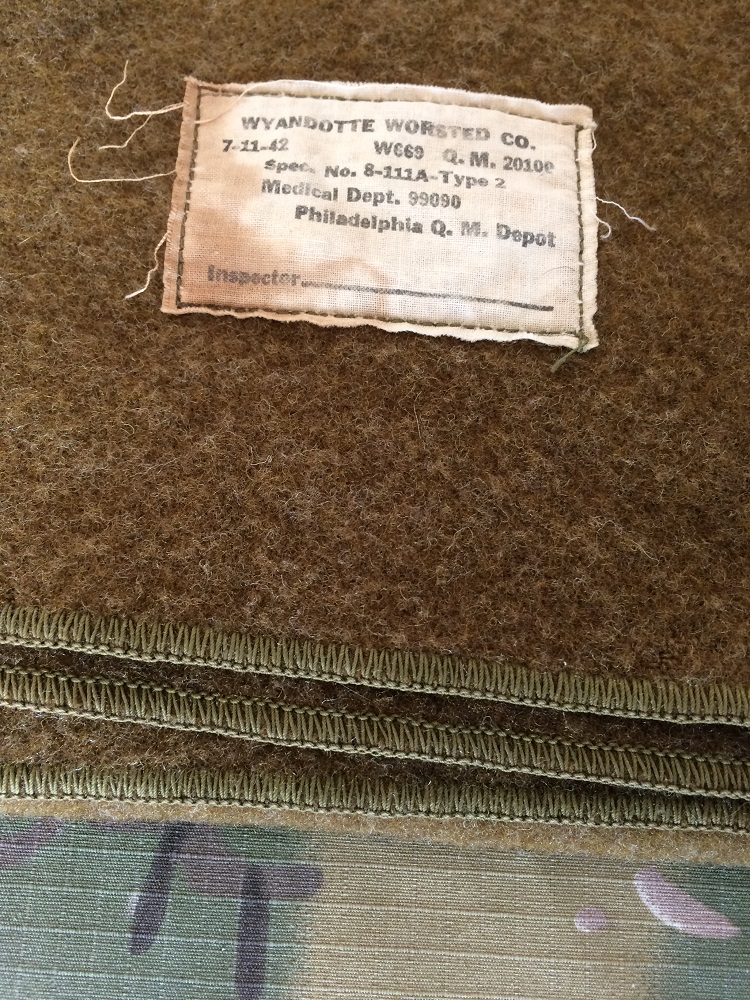 WYANDOTTE WORSTED CO.
7-11-42 W669 Q. M. 20100
Spec. No. 8-111A-Type 2
Medical Dept. 99090
Philadelphia Q. M. Depot
Inspector